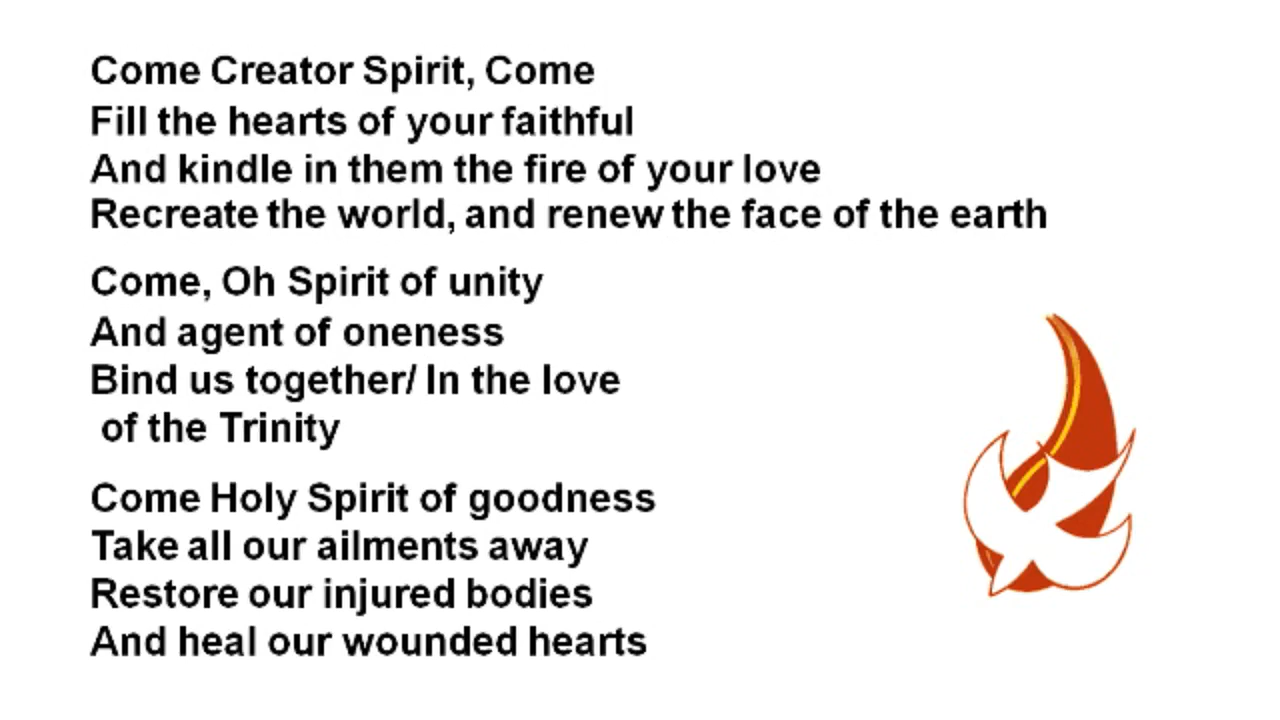 Come Creator Spirit, Come
Fill the hearts of your faithful
And kindle in them the fire of your love
Recreate the world, and renew the face of the earth
Come, Oh Spirit of unity
And agent of oneness
Bind us together/ In the love
of the Trinity
Come Holy Spirit of goodness
Take all our ailments away
Restore our injured bodies
And heal our wounded hearts